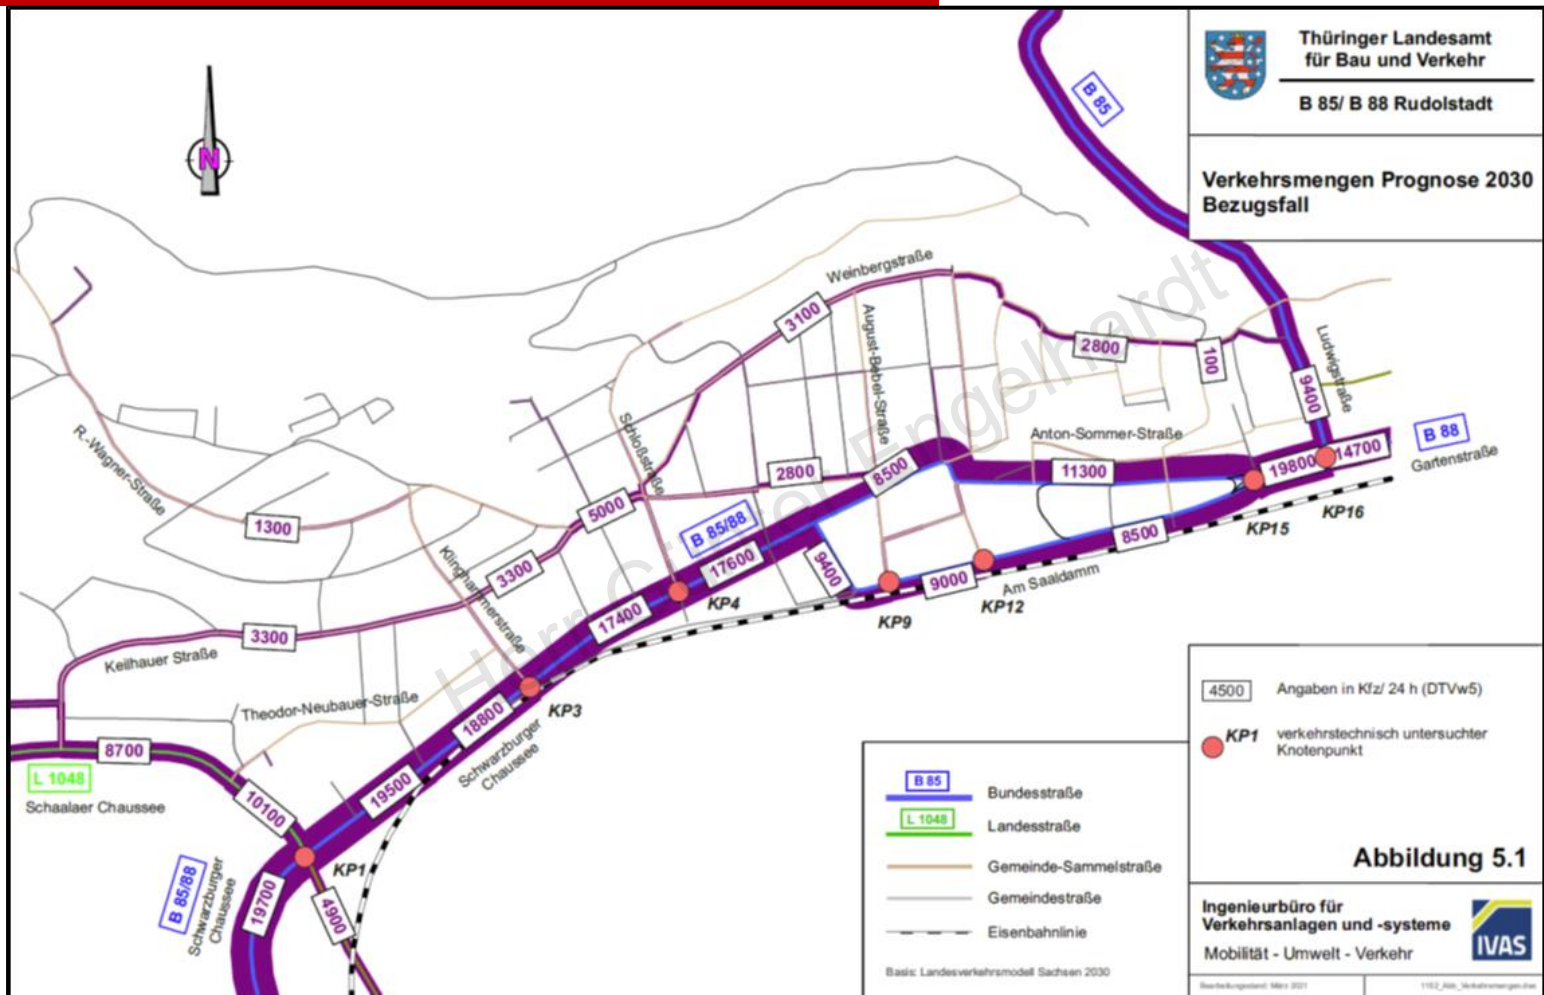 Thüringer Landesamt
für Bau und Verkehr
B 85/ B 88 Rudolstadt
Verkehrsmengen Prognose 2030
Bezugsfall
N
B 85
Weinbergstraße
3100
August-Bebel-Straße
2800
100
Ludwigstraße
9400
R.-Wagner-Straße
Schloßstraße
Anton-Sommer-Straße
B 88
Gartenstraße
1300
5000
2800
8500
11300
19800
14700
B 85/88
Klinghammerstraße
3300
17600
9400
9000
8500
KP15
KP16
Am Saaldamm
KP4
KP9
KP12
3300
Keilhauer Straße
17400
Theodor-Neubauer-Straße
18800
KP3
Schwarzburger
Chaussee
8700
L 1048
Schaalaer Chaussee
10100
19500
KP1
B 85/88
Schwarzburger
Chaussee
19700
4900
4500
Angaben in Kfz/ 24 h (DTVw5)
KP1
verkehrstechnisch untersuchter
Knotenpunkt
B 85
Bundesstraße
L 1048
Landesstraße
Gemeinde-Sammelstraße
Gemeindestraße
Eisenbahnlinie
Basis: Landesverkehrsmodell Sachsen 2030
Abbildung 5.1
Ingenieurbüro für
Verkehrsanlagen und -systeme
Mobilität - Umwelt - Verkehr
IVAS
Bearbeitungsstand: März 2021
Engelhardt